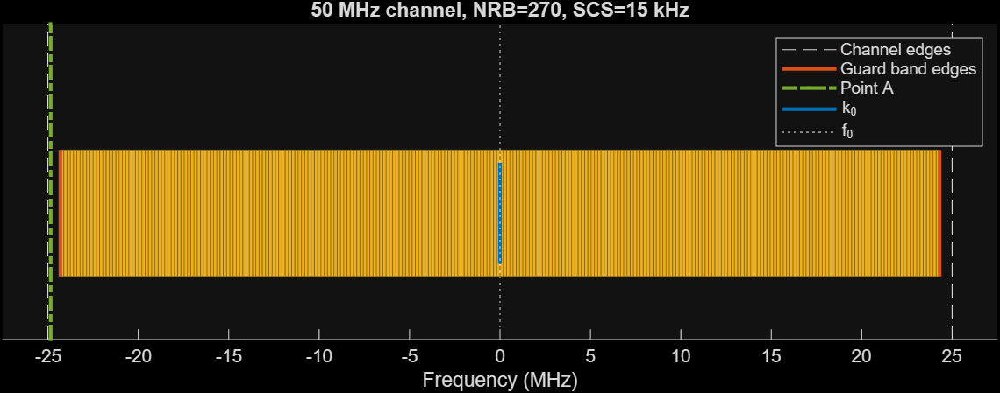 50 MHz channel, NRB=270, SCS=15 kHz
Channel edges
Guard band edges
Point A
k₀
f₀
-25 -20 -15 -10 -5 0 5 10 15 20 25
Frequency (MHz)